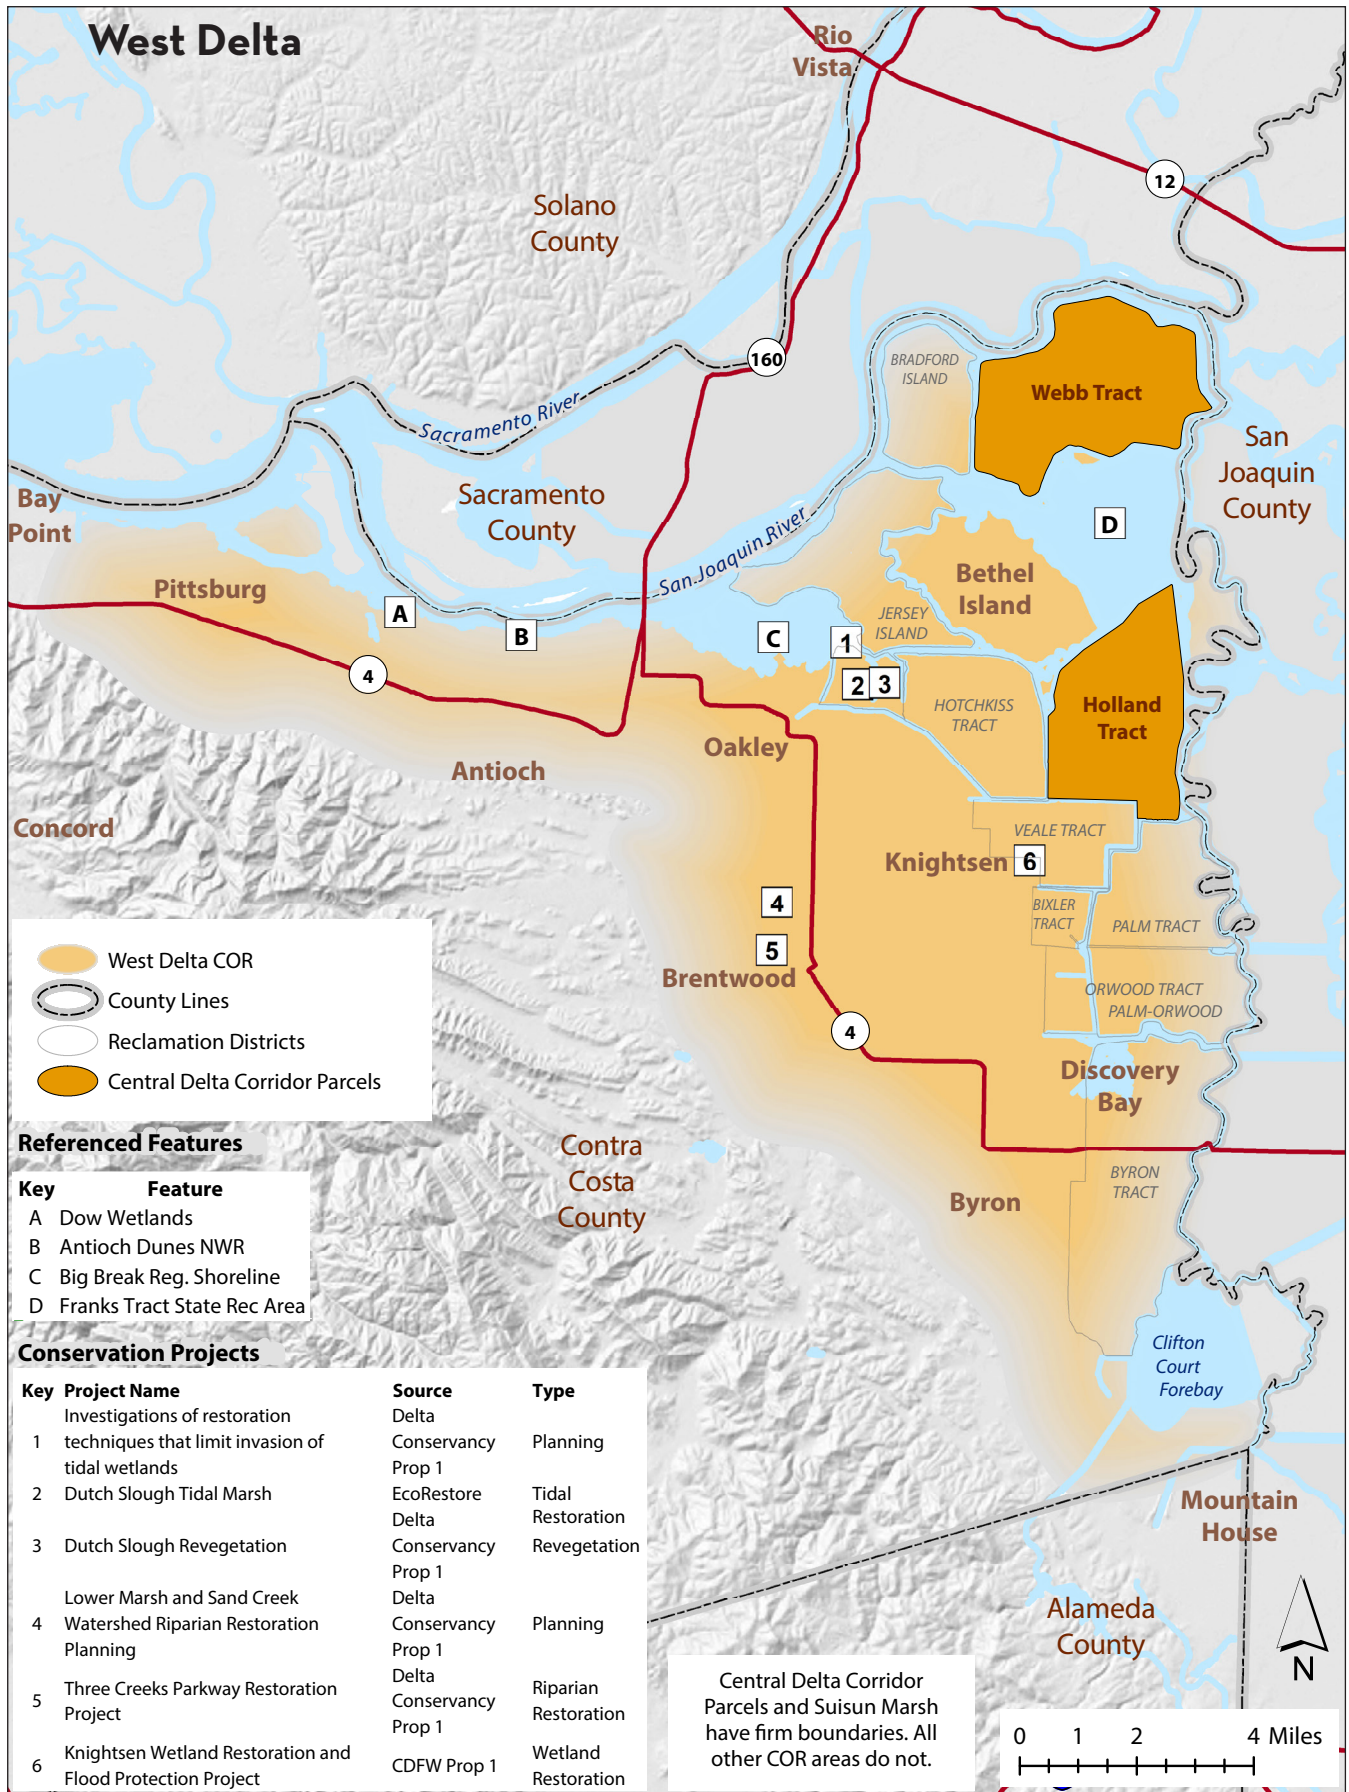 West Delta
Rio
Vista
12
Solano
County
160
BRADFORD
ISLAND
Webb Tract
Sacramento River
San
Joaquin
County
Bay
Point
Sacramento
County
San Joaquin River
D
Bethel
Island
Pittsburg
A
B
C
JERSEY
ISLAND
1
4
2
3
HOTCHKISS
TRACT
Holland
Tract
Oakley
Antioch
Concord
VEALE TRACT
Knightsen
6
4
BIXLER
TRACT
PALM TRACT
5
Brentwood
ORWOOD TRACT
PALM-ORWOOD
4
Discovery
Bay
Contra
Costa
County
BYRON
TRACT
Byron
Clifton
Court
Forebay
Mountain
House
Alameda
County
West Delta COR
County Lines
Reclamation Districts
Central Delta Corridor Parcels
Referenced Features
Key Feature
A Dow Wetlands
B Antioch Dunes NWR
C Big Break Reg. Shoreline
D Franks Tract State Rec Area
Conservation Projects
Key Project Name Source Type
Investigations of restoration Delta
1 techniques that limit invasion of Conservancy Planning
tidal wetlands Prop 1
2 Dutch Slough Tidal Marsh EcoRestore Tidal
Delta Restoration
3 Dutch Slough Revegetation Conservancy Revegetation
Prop 1
Lower Marsh and Sand Creek Delta
4 Watershed Riparian Restoration Conservancy Planning
Planning Prop 1
Delta
5 Three Creeks Parkway Restoration Conservancy Riparian
Project Prop 1 Restoration
6 Knightsen Wetland Restoration and CDFW Prop 1 Wetland
Flood Protection Project Restoration
Central Delta Corridor
Parcels and Suisun Marsh
have firm boundaries. All
other COR areas do not.
N
0 1 2 4 Miles